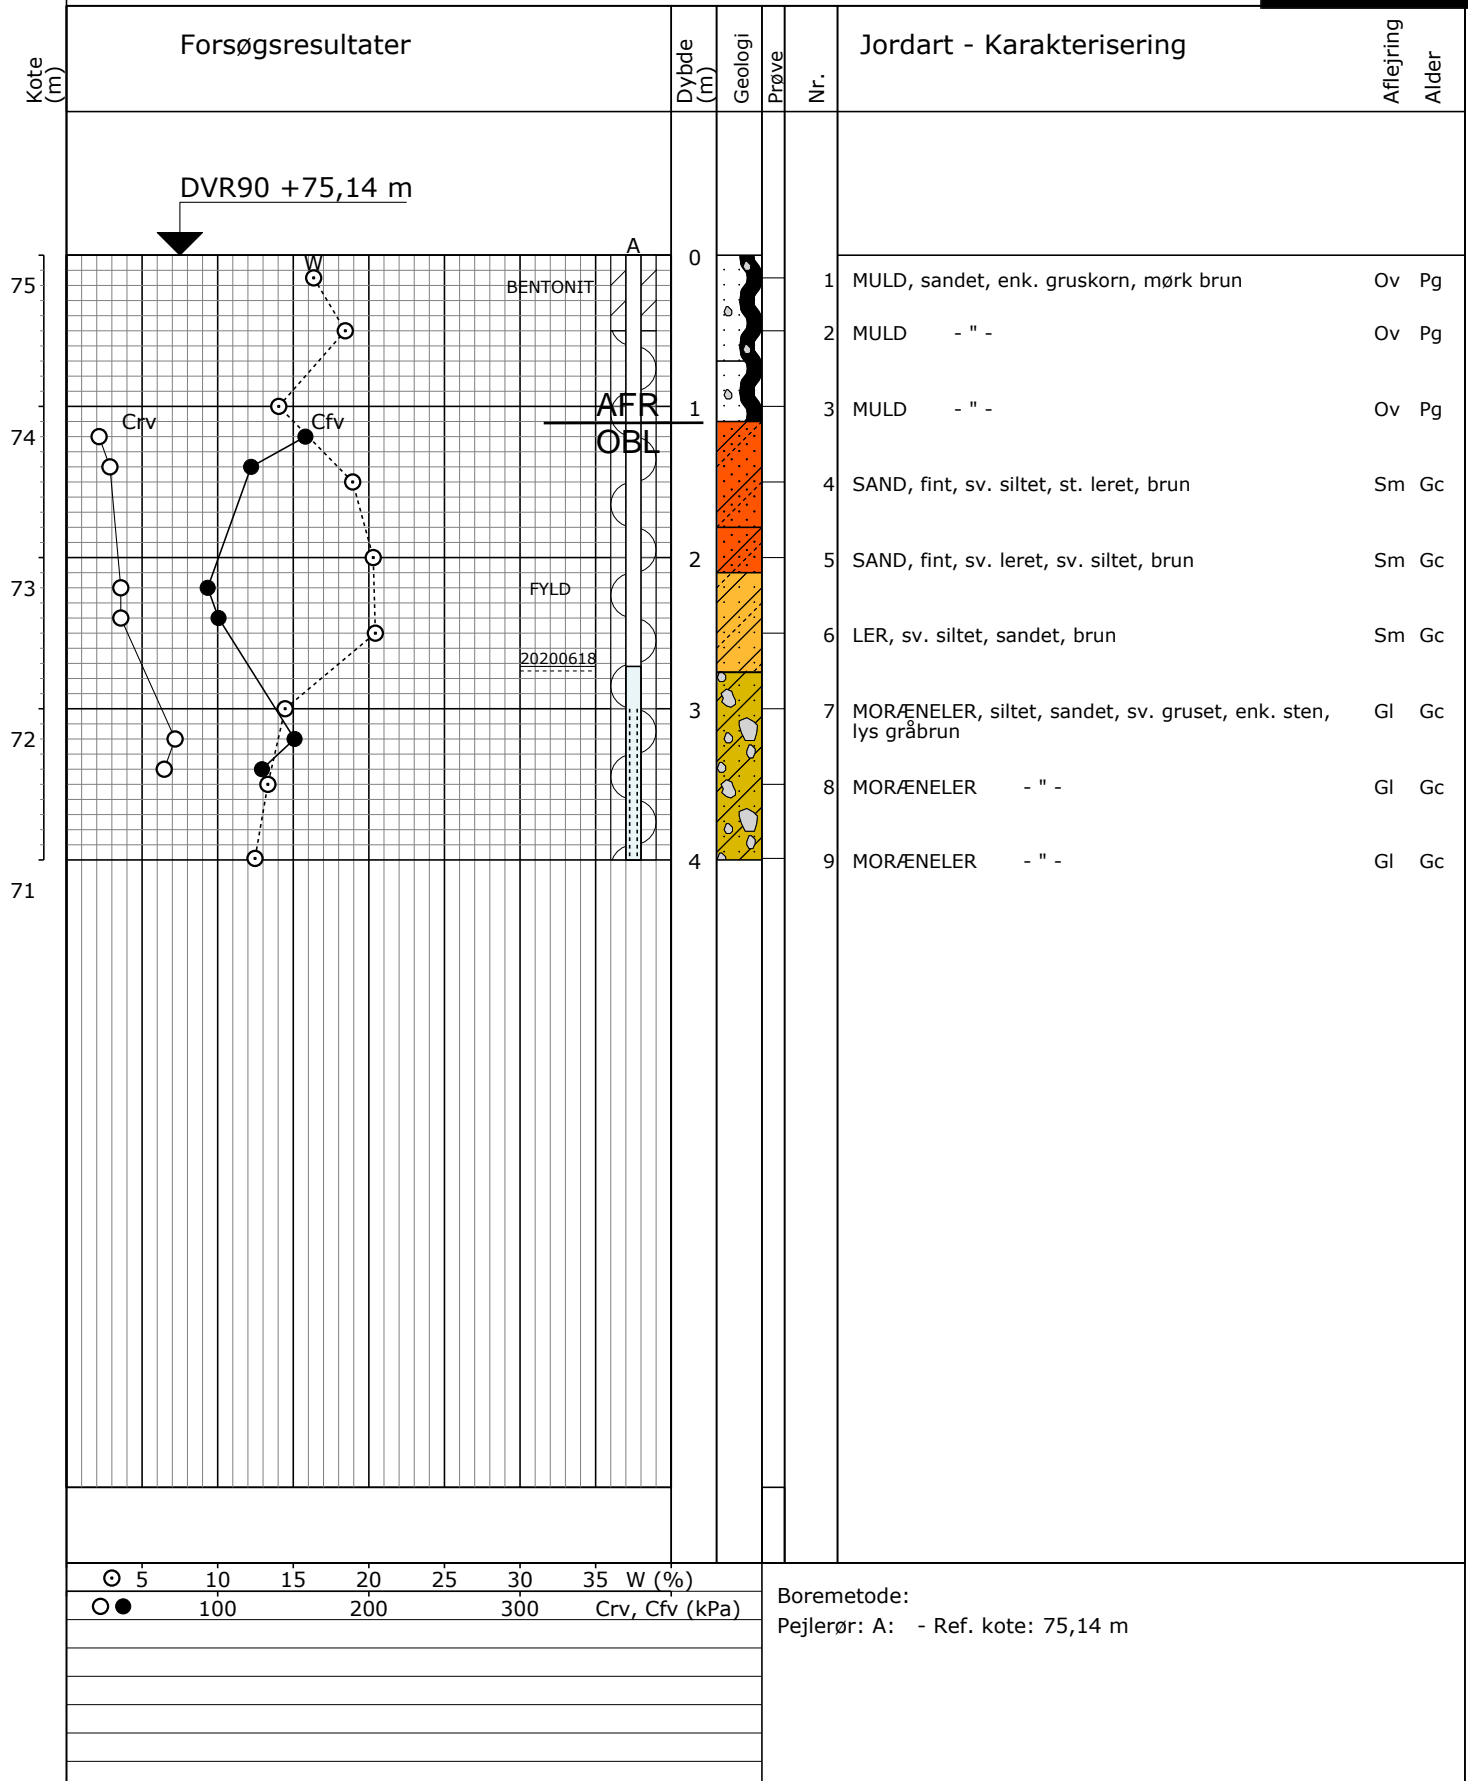 Kote (m)
Forsøgsresultater
Dybde (m)
Geologi
Prøve
Nr.
Jordart - Karakterisering
Aflejring
Alder
DVR90 +75,14 m
A
W
0
75
BENTONIT
1 MULD, sandet, enk. gruskorn, mørk brun Ov Pg
2 MULD - " - Ov Pg
AFR
1
3 MULD - " - Ov Pg
Crv
Cfv
74
OBL
4 SAND, fint, sv. siltet, st. leret, brun Sm Gc
2
5 SAND, fint, sv. leret, sv. siltet, brun Sm Gc
73
FYLD
6 LER, sv. siltet, sandet, brun Sm Gc
20200618
3
7 MORÆNELER, siltet, sandet, sv. gruset, enk. sten, Gl Gc
lys gråbrun
72
8 MORÆNELER - " - Gl Gc
4
9 MORÆNELER - " - Gl Gc
71
5 10 15 20 25 30 35 W (%)
100 200 300 Crv, Cfv (kPa)
Boremetode:
Pejlerør: A: - Ref. kote: 75,14 m